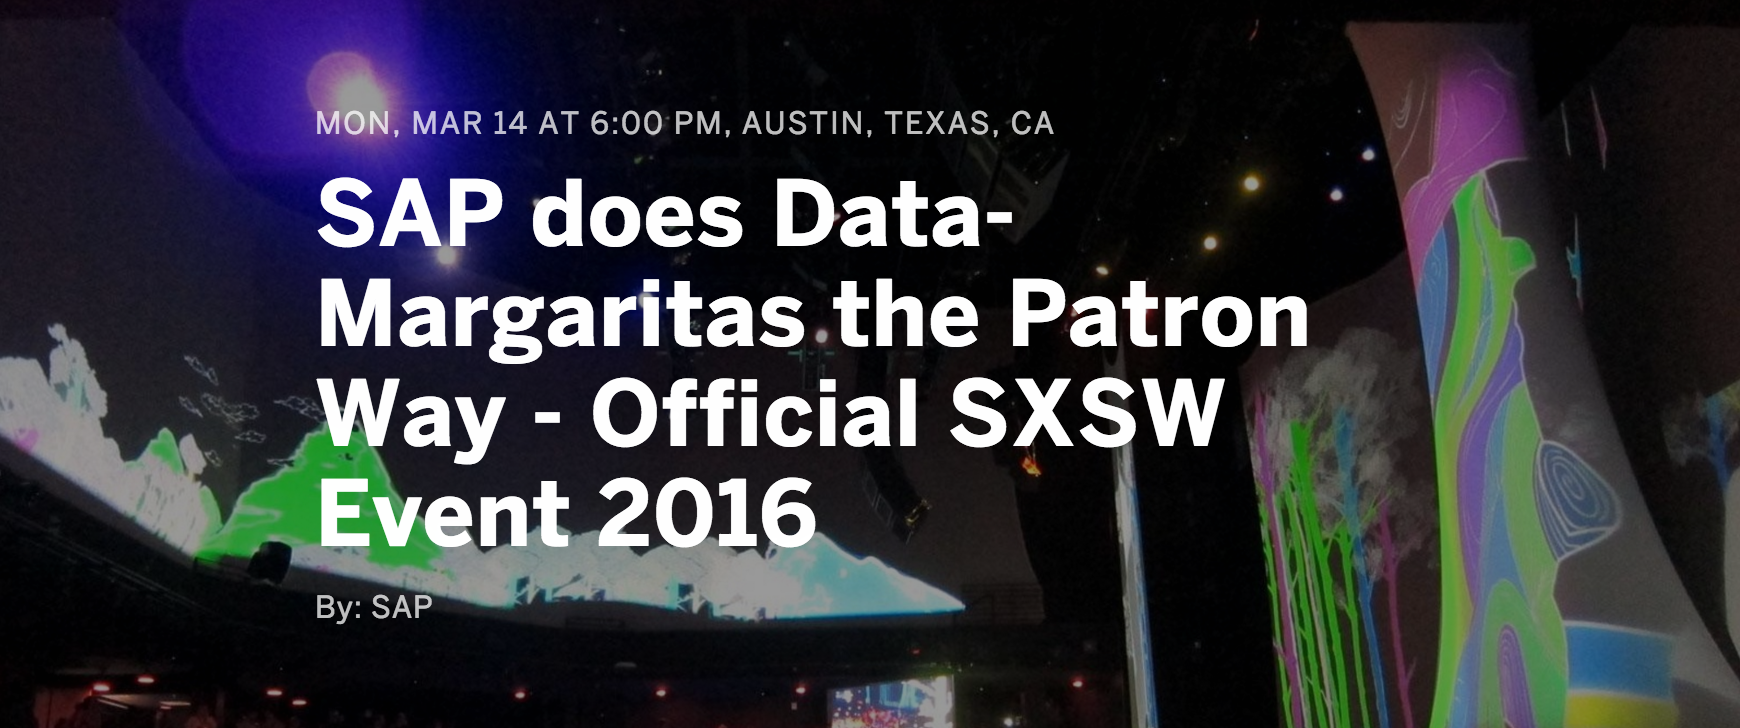 MON, MAR 14 AT 6:00 PM, AUSTIN, TEXAS, CA
SAP does Data-
Margaritas the Patron
Way - Official SXSW
Event 2016
By: SAP